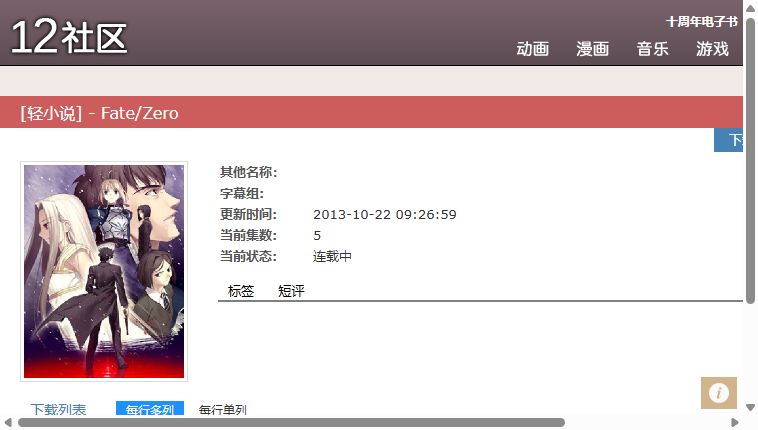 12社区
十周年电子书
动画 漫画 音乐 游戏
[轻小说] - Fate/Zero
其他名称:
字幕组:
更新时间: 2013-10-22 09:26:59
当前集数: 5
当前状态: 连载中
标签 短评
下载列表 每行多列 每行单列